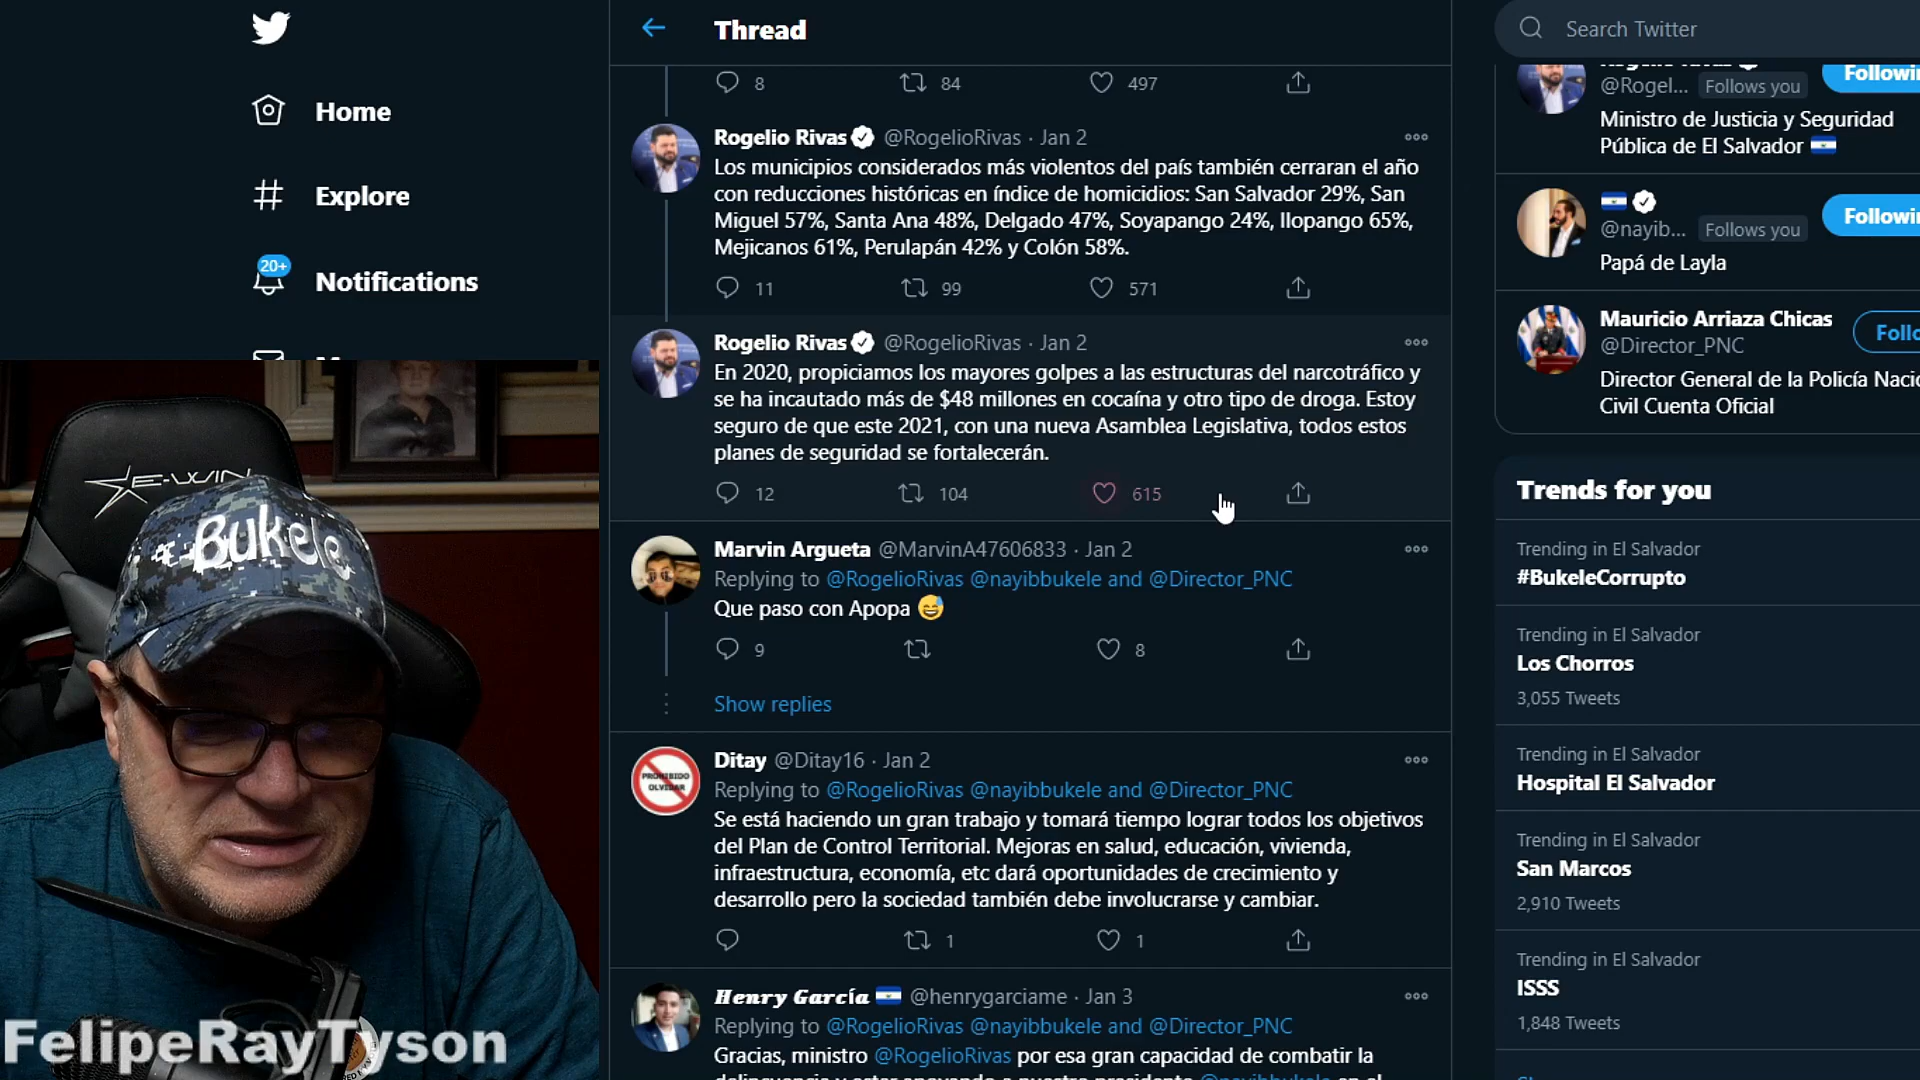 Thread
Search Twitter
8 84 497
Home
Explore
20+
Notifications
Rogelio Rivas @RogelioRivas · Jan 2
Los municipios considerados más violentos del país también cerraran el año
con reducciones históricas en índice de homicidios: San Salvador 29%, San
Miguel 57%, Santa Ana 48%, Delgado 47%, Soyapango 24%, Ilopango 65%,
Mejicanos 61%, Perulapán 42% y Colón 58%.
11 99 571
Rogelio Rivas @RogelioRivas · Jan 2
En 2020, propiciamos los mayores golpes a las estructuras del narcotráfico y
se ha incautado más de $48 millones en cocaína y otro tipo de droga. Estoy
seguro de que este 2021, con una nueva Asamblea Legislativa, todos estos
planes de seguridad se fortalecerán.
12 104 615
Marvin Argueta @MarvinA47606833 · Jan 2
Replying to @RogelioRivas @nayibbukele and @Director_PNC
Que paso con Apopa 😅
9 8
Show replies
Ditay @Ditay16 · Jan 2
Replying to @RogelioRivas @nayibbukele and @Director_PNC
Se está haciendo un gran trabajo y tomará tiempo lograr todos los objetivos
del Plan de Control Territorial. Mejoras en salud, educación, vivienda,
infraestructura, economía, etc dará oportunidades de crecimiento y
desarrollo pero la sociedad también debe involucrarse y cambiar.
1 1
PROHIBIDO
OLVIDAR
Henry García 🇸🇻 @henrygarciame · Jan 3
Replying to @RogelioRivas @nayibbukele and @Director_PNC
Gracias, ministro @RogelioRivas por esa gran capacidad de combatir la
@Rogel... Follows you
Ministro de Justicia y Seguridad
Pública de El Salvador 🇸🇻
🇸🇻
@nayib... Follows you
Papá de Layla
Mauricio Arriaza Chicas
@Director_PNC
Director General de la Policía
Civil Cuenta Oficial
Trends for you
Trending in El Salvador
#BukeleCorrupto
Trending in El Salvador
Los Chorros
3,055 Tweets
Trending in El Salvador
Hospital El Salvador
Trending in El Salvador
San Marcos
2,910 Tweets
Trending in El Salvador
ISSS
1,848 Tweets
E-WIN
Bukele
FelipeRayTyson